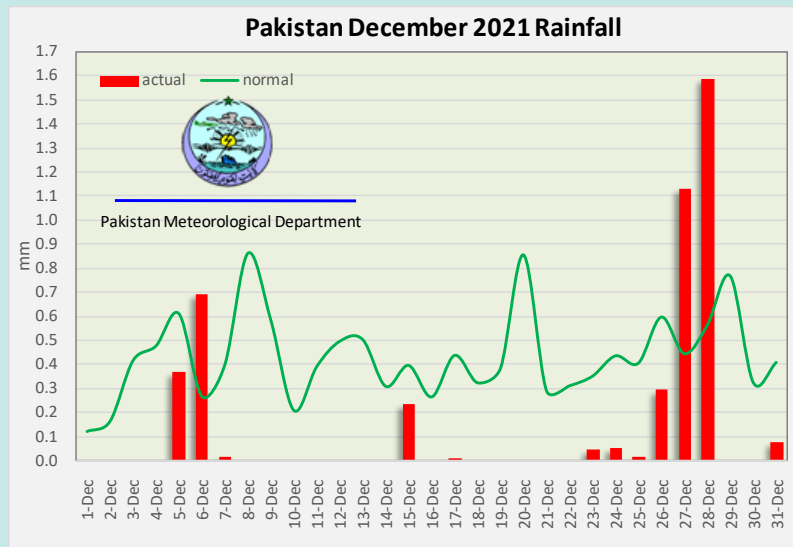 Pakistan December 2021 Rainfall
1.7
1.6
1.5
1.4
1.3
1.2
1.1
1.0
0.9
0.8
0.7
0.6
0.5
0.4
0.3
0.2
0.1
0.0
mm
actual normal
Pakistan Meteorological Department
1-Dec
2-Dec
3-Dec
4-Dec
5-Dec
6-Dec
7-Dec
8-Dec
9-Dec
10-Dec
11-Dec
12-Dec
13-Dec
14-Dec
15-Dec
16-Dec
17-Dec
18-Dec
19-Dec
20-Dec
21-Dec
22-Dec
23-Dec
24-Dec
25-Dec
26-Dec
27-Dec
28-Dec
29-Dec
30-Dec
31-Dec